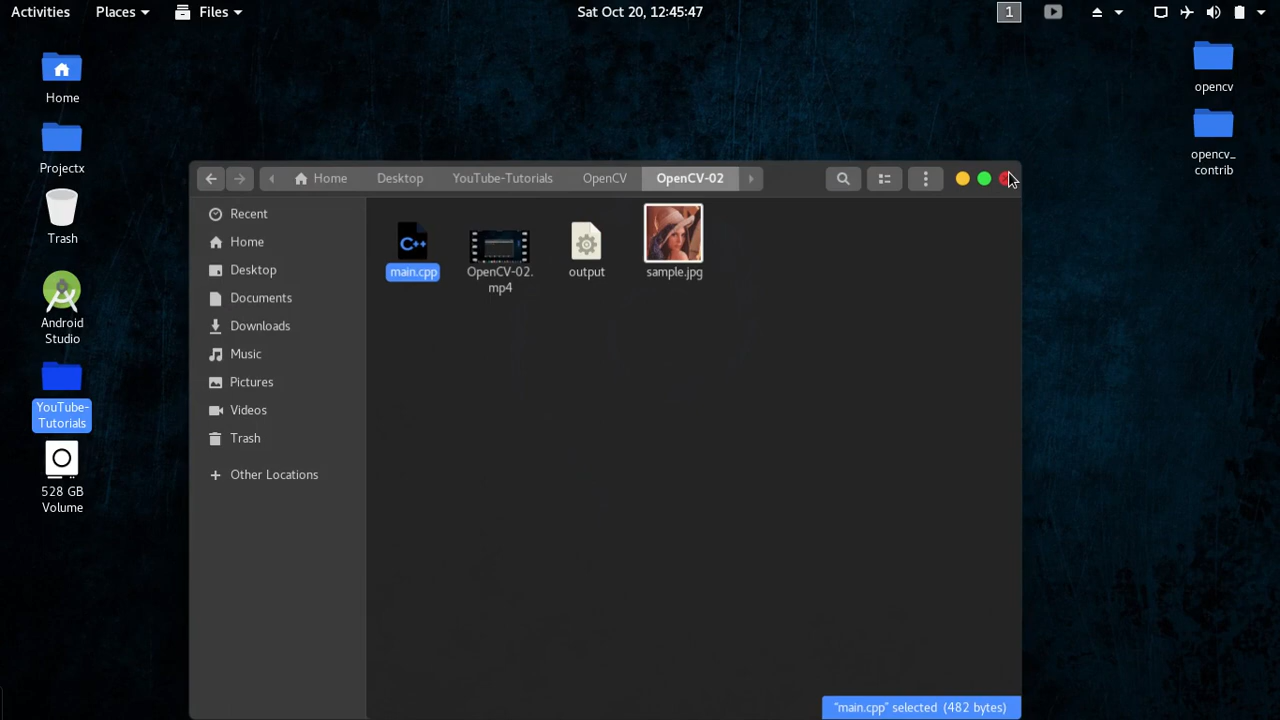 Activities
Places
Files
Sat Oct 20, 12:45:47
1
Home
Projectx
Trash
Android
Studio
YouTube-
Tutorials
528 GB
Volume
opencv
opencv_
contrib
Home
Desktop
YouTube-Tutorials
OpenCV
OpenCV-02
Recent
Home
Desktop
Documents
Downloads
Music
Pictures
Videos
Trash
+ Other Locations
C++
main.cpp
OpenCV-02.
mp4
output
sample.jpg
"main.cpp" selected (482 bytes)